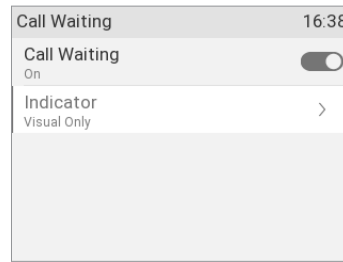 Call Waiting 16:38
Call Waiting
On
Indicator
Visual Only